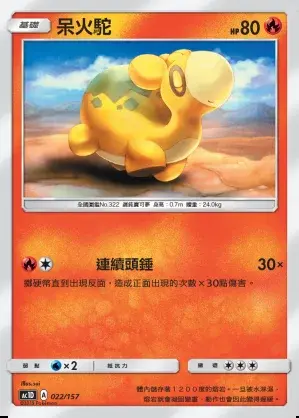 基礎 呆火駝 HP80
全國圖鑑No.322 遲鈍寶可夢 身高：0.7m 體重：24.0kg
連續頭錘 30×
擲硬幣直到出現反面，造成正面出現的次數×30點傷害。
弱點 ×2 抵抗力 撤退
AC1D A 022/157
體內儲存著1200度的熔岩。一旦被水淋濕，
熔岩就會凝固變硬，動作也會因此變得遲緩。